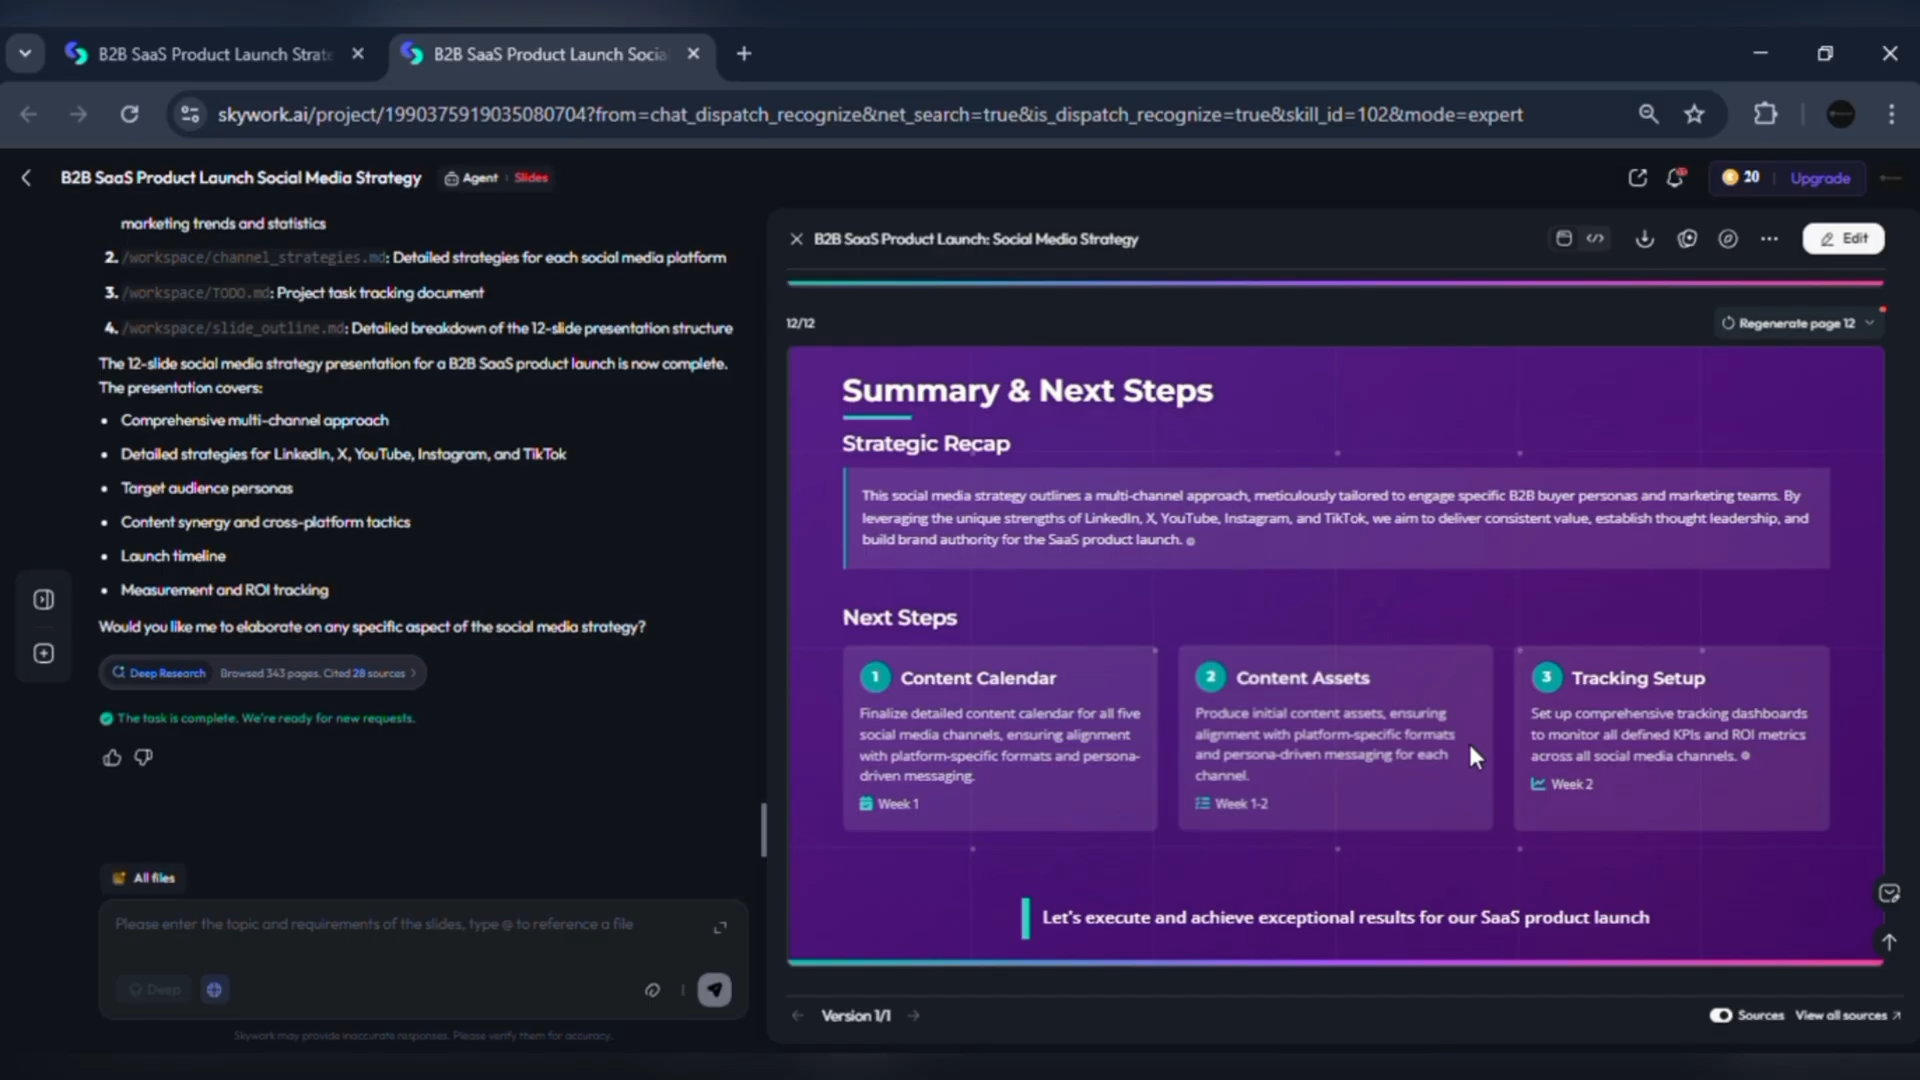 B2B SaaS Product Launch Strate
B2B SaaS Product Launch Socia
skywork.ai/project/1990375919035080704?from=chat_dispatch_recognize&net_search=true&is_dispatch_recognize=true&skill_id=102&mode=expert
B2B SaaS Product Launch Social Media Strategy
Agent
Slides
20
Upgrade
marketing trends and statistics
2. /workspace/channel_strategies.md: Detailed strategies for each social media platform
3. /workspace/TODO.md: Project task tracking document
4. /workspace/slide_outline.md: Detailed breakdown of the 12-slide presentation structure
The 12-slide social media strategy presentation for a B2B SaaS product launch is now complete.
The presentation covers:
• Comprehensive multi-channel approach
• Detailed strategies for LinkedIn, X, YouTube, Instagram, and TikTok
• Target audience personas
• Content synergy and cross-platform tactics
• Launch timeline
• Measurement and ROI tracking
Would you like me to elaborate on any specific aspect of the social media strategy?
Deep Research Browsed 343 pages. Cited 28 sources
The task is complete. We're ready for new requests.
All files
Please enter the topic and requirements of the slides, type @ to reference a file
Deep
Skywork may provide inaccurate responses. Please verify them for accuracy.
B2B SaaS Product Launch: Social Media Strategy
Edit
12/12
Regenerate page 12
Summary & Next Steps
Strategic Recap
This social media strategy outlines a multi-channel approach, meticulously tailored to engage specific B2B buyer personas and marketing teams. By
leveraging the unique strengths of LinkedIn, X, YouTube, Instagram, and TikTok, we aim to deliver consistent value, establish thought leadership, and
build brand authority for the SaaS product launch.
Next Steps
1 Content Calendar
Finalize detailed content calendar for all five
social media channels, ensuring alignment
with platform-specific formats and persona-
driven messaging.
Week 1
2 Content Assets
Produce initial content assets, ensuring
alignment with platform-specific formats
and persona-driven messaging for each
channel.
Week 1-2
3 Tracking Setup
Set up comprehensive tracking dashboards
to monitor all defined KPIs and ROI metrics
across all social media channels.
Week 2
Let's execute and achieve exceptional results for our SaaS product launch
Version 1/1
Sources
View all sources